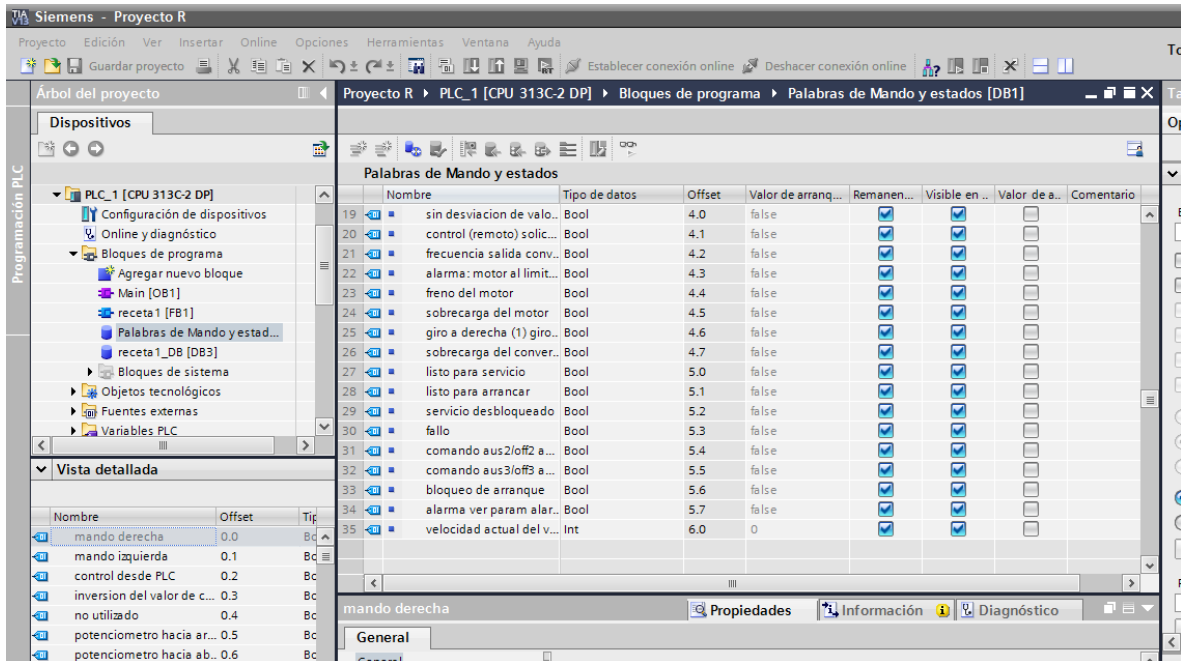 Siemens - Proyecto R
Proyecto Edición Ver Insertar Online Opciones Herramientas Ventana Ayuda
Guardar proyecto Establecer conexión online Deshacer conexión online
Árbol del proyecto
Dispositivos
Programación PLC
PLC_1 [CPU 313C-2 DP]
Configuración de dispositivos
Online y diagnóstico
Bloques de programa
Agregar nuevo bloque
Main [OB1]
receta1 [FB1]
Palabras de Mando y estad...
receta1_DB [DB3]
Bloques de sistema
Objetos tecnológicos
Fuentes externas
Variables PLC
Vista detallada
Nombre Offset
mando derecha 0.0
mando izquierda 0.1
control desde PLC 0.2
inversion del valor de c... 0.3
no utilizado 0.4
potenciometro hacia ar... 0.5
potenciometro hacia ab.. 0.6
Proyecto R PLC_1 [CPU 313C-2 DP] Bloques de programa Palabras de Mando y estados [DB1]
Palabras de Mando y estados
Nombre Tipo de datos Offset Valor de arranq... Remanen... Visible en .. Valor de a... Comentario
19 sin desviacion de valo.. Bool 4.0 false
20 control (remoto) solic... Bool 4.1 false
21 frecuencia salida conv.. Bool 4.2 false
22 alarma: motor al limit... Bool 4.3 false
23 freno del motor Bool 4.4 false
24 sobrecarga del motor Bool 4.5 false
25 giro a derecha (1) giro.. Bool 4.6 false
26 sobrecarga del conver.. Bool 4.7 false
27 listo para servicio Bool 5.0 false
28 listo para arrancar Bool 5.1 false
29 servicio desbloqueado Bool 5.2 false
30 fallo Bool 5.3 false
31 comando aus2/off2 a... Bool 5.4 false
32 comando aus3/off3 a... Bool 5.5 false
33 bloqueo de arranque Bool 5.6 false
34 alarma ver param alar.. Bool 5.7 false
35 velocidad actual del v... Int 6.0 0
mando derecha
Propiedades Información Diagnóstico
General